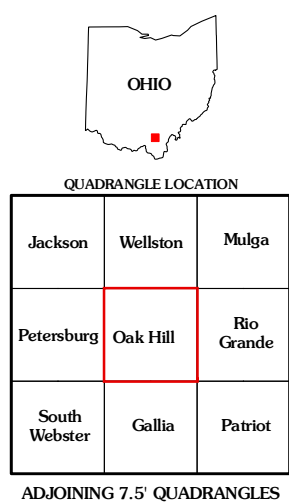 OHIO
QUADRANGLE LOCATION
Jackson
Wellston
Mulga
Petersburg
Oak Hill
Rio
Grande
South
Webster
Gallia
Patriot
ADJOINING 7.5' QUADRANGLES